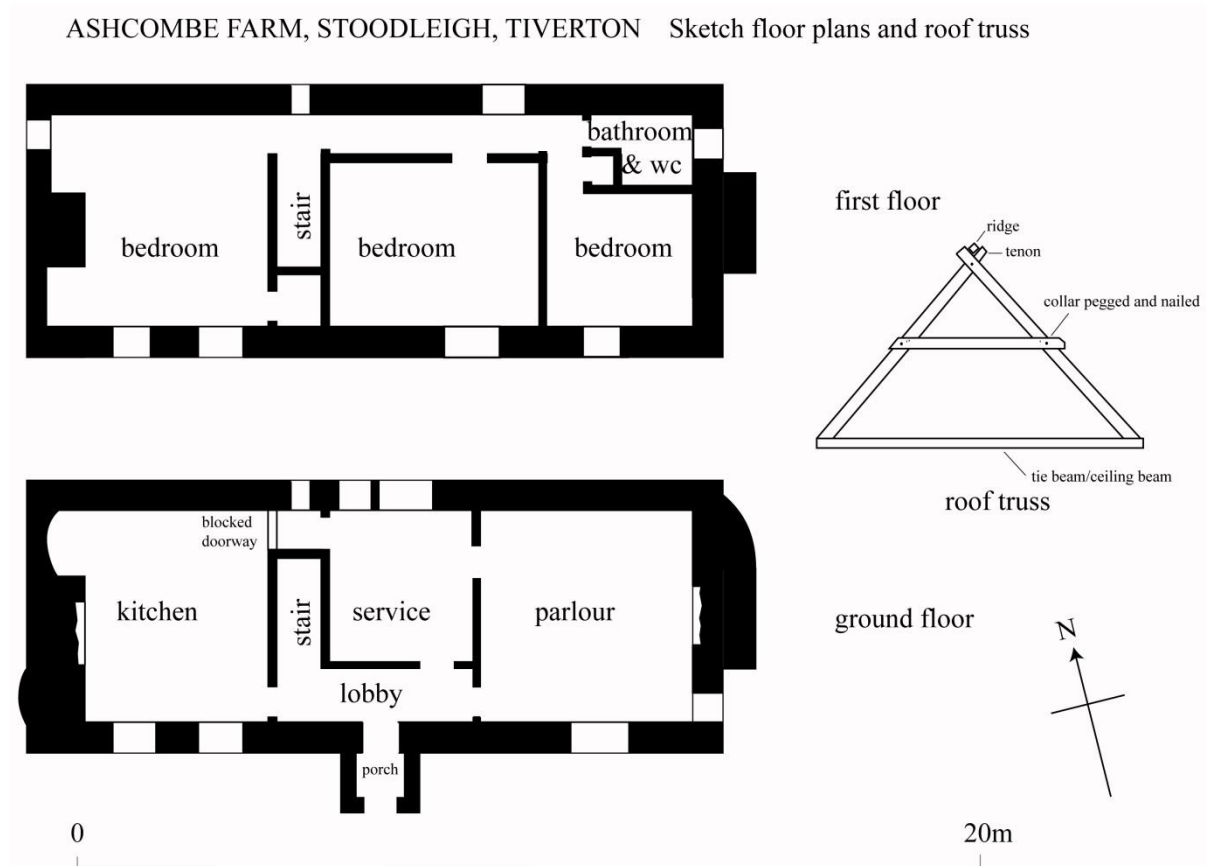 ASHCOMBE FARM, STOODLEIGH, TIVERTON    Sketch floor plans and roof truss
bathroom
& wc
stair
bedroom
bedroom
bedroom
first floor
ridge
tenon
collar pegged and nailed
tie beam/ceiling beam
roof truss
blocked
doorway
kitchen
stair
service
parlour
lobby
porch
ground floor
N
0
20m